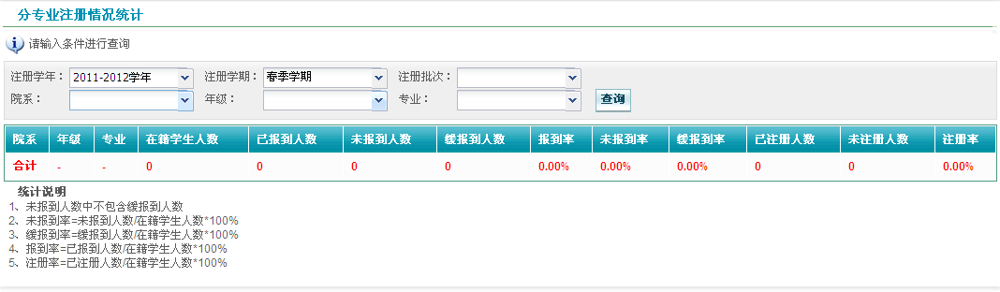 分专业注册情况统计
请输入条件进行查询
注册学年： 2011-2012学年 注册学期： 春季学期 注册批次：
院系： 年级： 专业： 查询
院系 年级 专业 在籍学生人数 已报到人数 未报到人数 缓报到人数 报到率 未报到率 缓报到率 已注册人数 未注册人数 注册率
合计 - - 0 0 0 0 0.00% 0.00% 0.00% 0 0 0.00%
统计说明
1、未报到人数中不包含缓报到人数
2、未报到率=未报到人数/在籍学生人数*100%
3、缓报到率=缓报到人数/在籍学生人数*100%
4、报到率=已报到人数/在籍学生人数*100%
5、注册率=已注册人数/在籍学生人数*100%